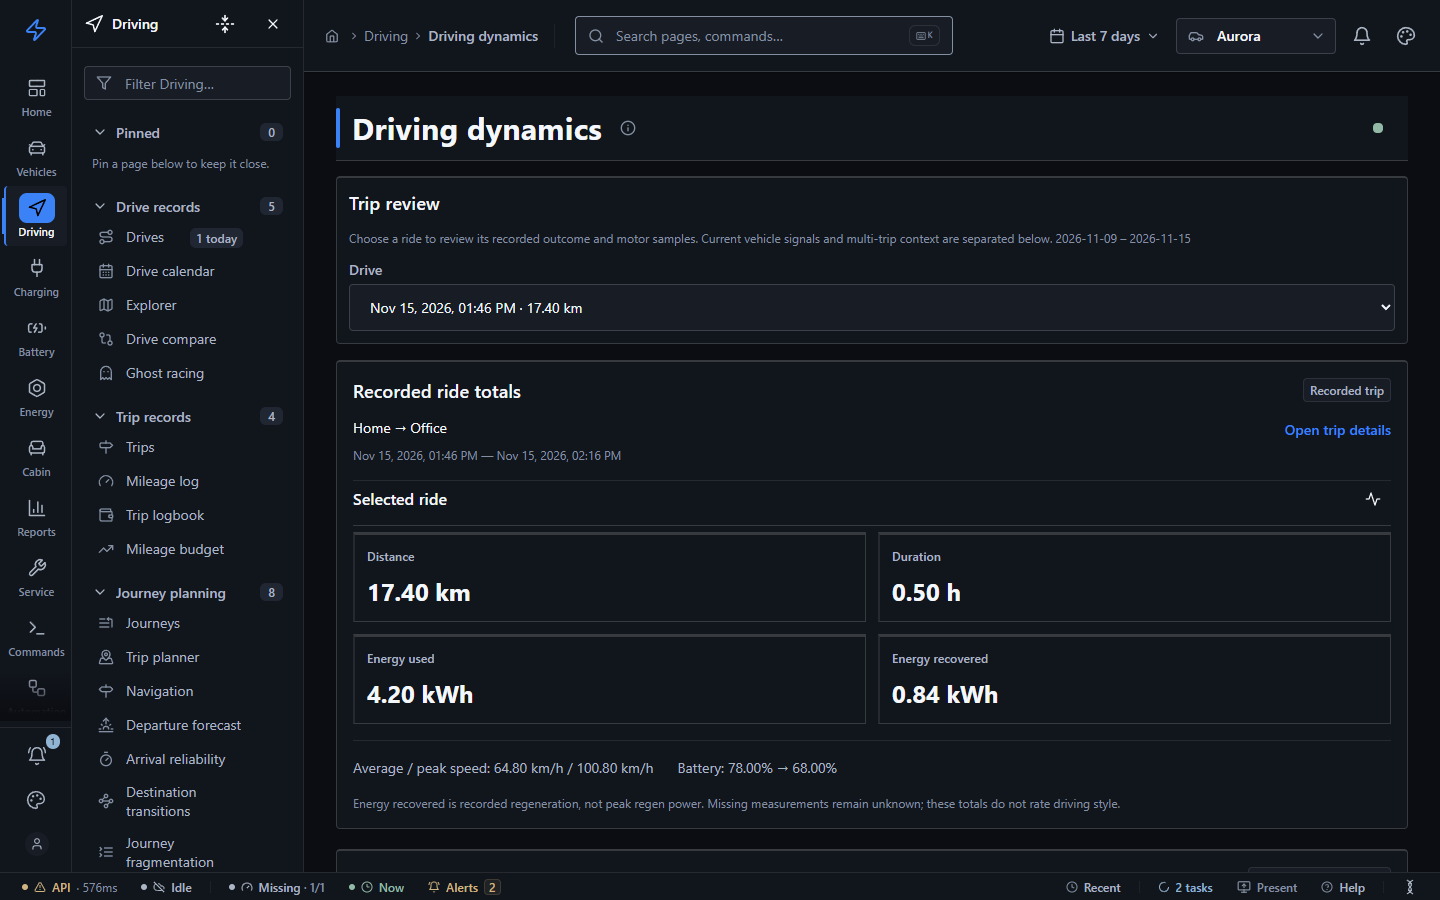 Home
Vehicles
Driving
Charging
Battery
Energy
Cabin
Reports
Service
Commands
1
Driving
Filter Driving...
Pinned 0
Pin a page below to keep it close.
Drive records 5
Drives 1 today
Drive calendar
Explorer
Drive compare
Ghost racing
Trip records 4
Trips
Mileage log
Trip logbook
Mileage budget
Journey planning 8
Journeys
Trip planner
Navigation
Departure forecast
Arrival reliability
Destination
transitions
Journey
fragmentation
Driving Driving dynamics
Search pages, commands... K
Last 7 days
Aurora
Driving dynamics
Trip review
Choose a ride to review its recorded outcome and motor samples. Current vehicle signals and multi-trip context are separated below. 2026-11-09 – 2026-11-15
Drive
Nov 15, 2026, 01:46 PM · 17.40 km
Recorded ride totals
Recorded trip
Home → Office
Open trip details
Nov 15, 2026, 01:46 PM — Nov 15, 2026, 02:16 PM
Selected ride
Distance
17.40 km
Duration
0.50 h
Energy used
4.20 kWh
Energy recovered
0.84 kWh
Average / peak speed: 64.80 km/h / 100.80 km/h Battery: 78.00% → 68.00%
Energy recovered is recorded regeneration, not peak regen power. Missing measurements remain unknown; these totals do not rate driving style.
API · 576ms Idle Missing · 1/1 Now Alerts 2 Recent 2 tasks Present Help